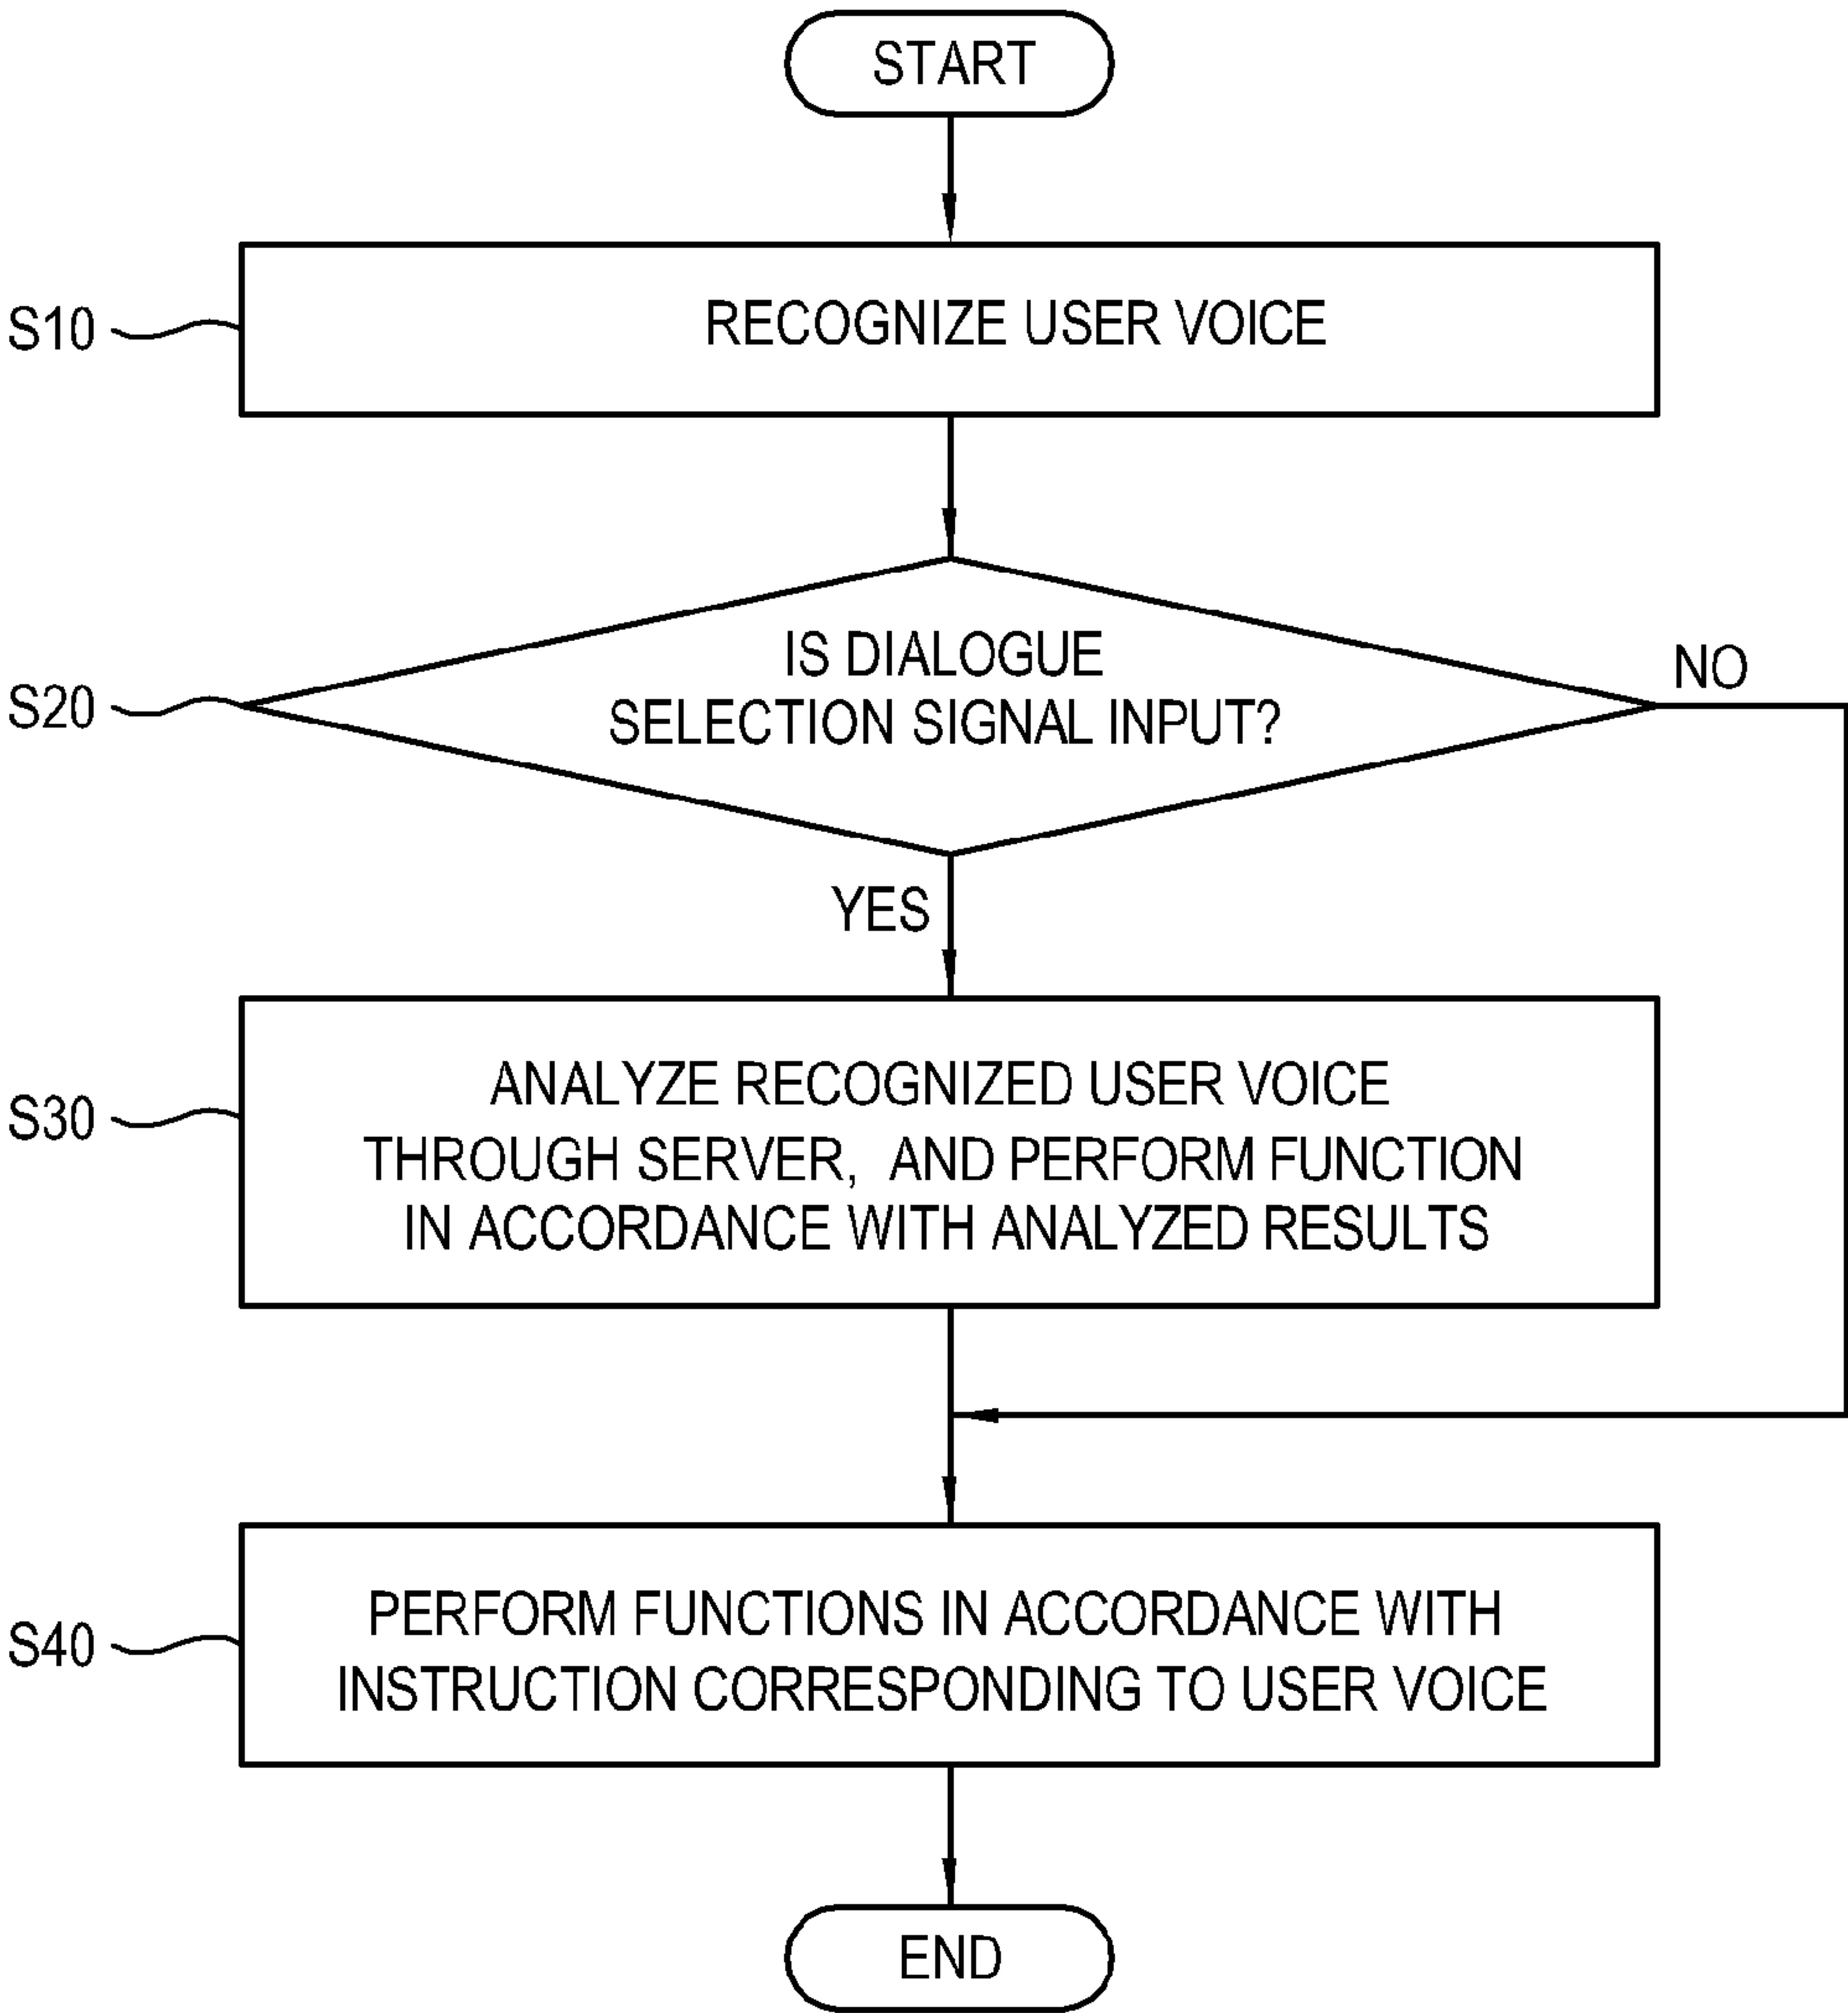 START
S10
RECOGNIZE USER VOICE
S20
IS DIALOGUE
SELECTION SIGNAL INPUT?
NO
YES
S30
ANALYZE RECOGNIZED USER VOICE
THROUGH SERVER, AND PERFORM FUNCTION
IN ACCORDANCE WITH ANALYZED RESULTS
S40
PERFORM FUNCTIONS IN ACCORDANCE WITH
INSTRUCTION CORRESPONDING TO USER VOICE
END